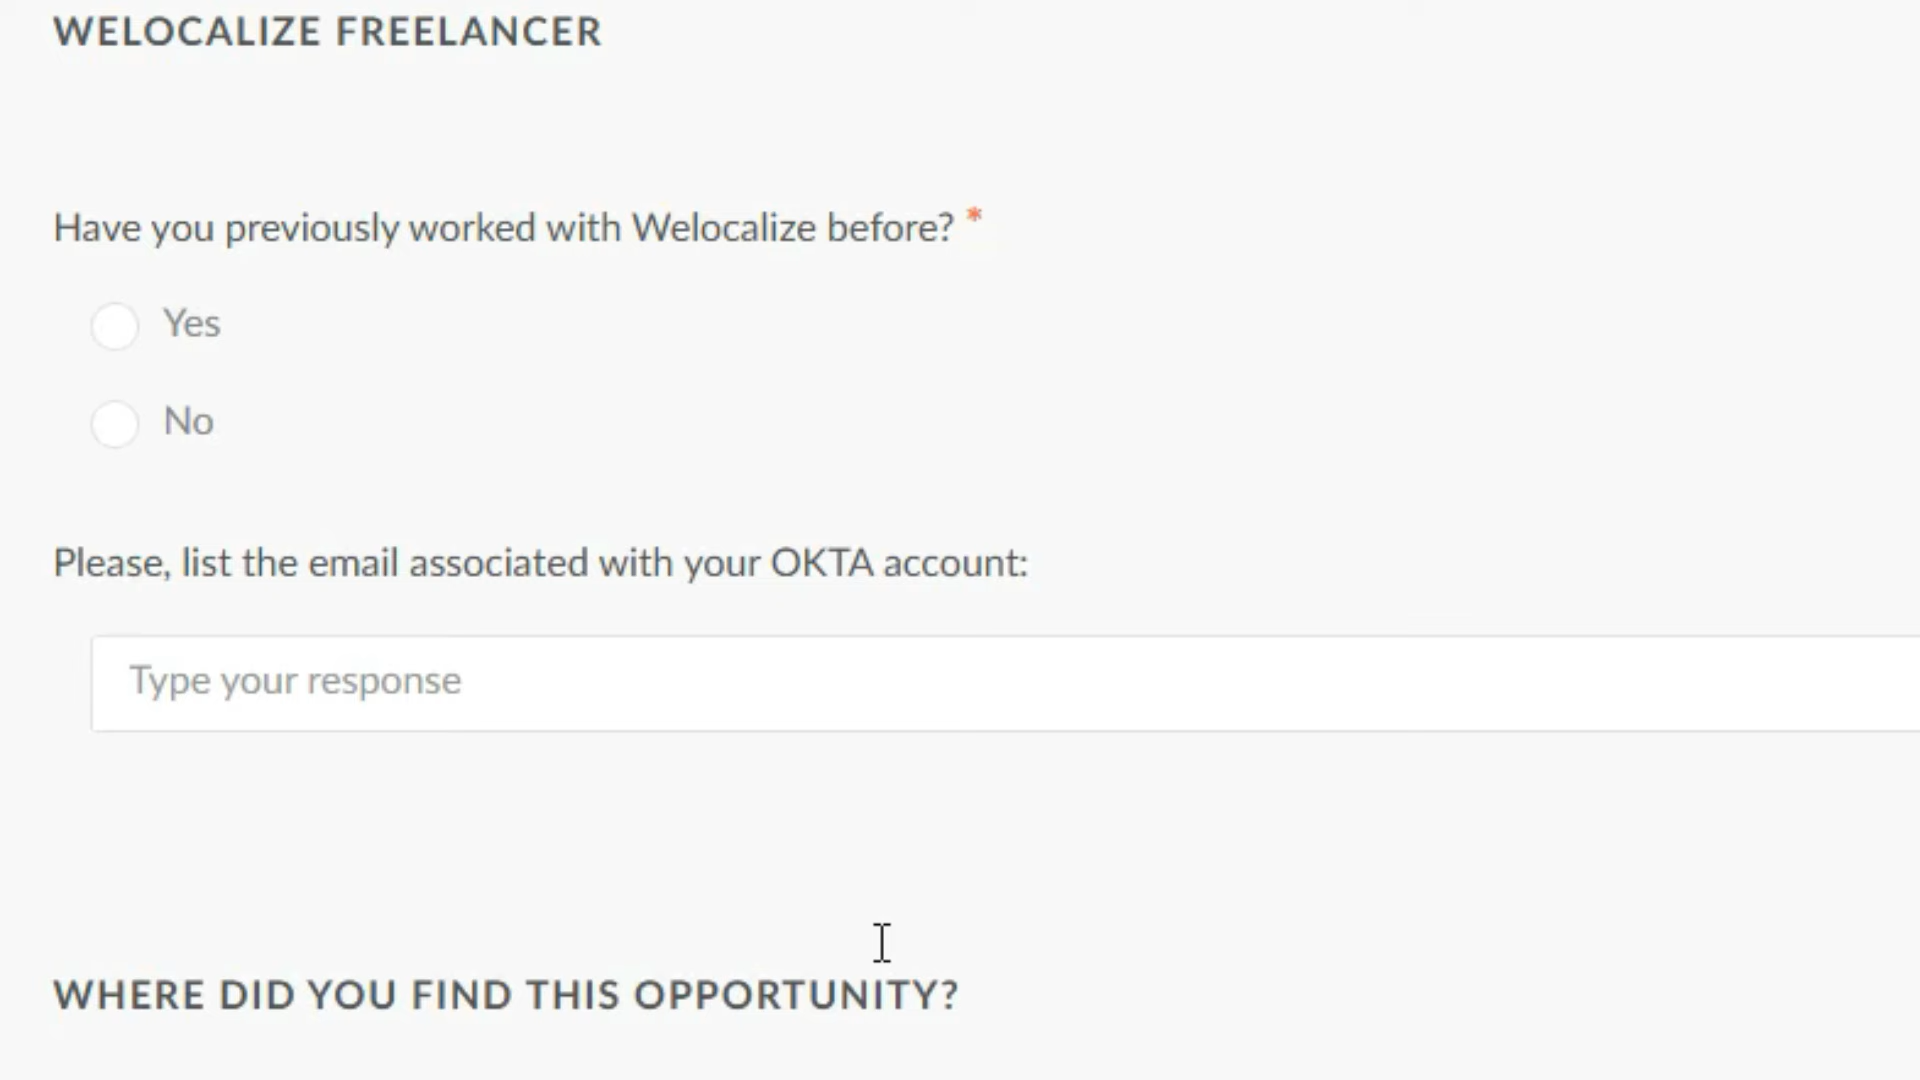 WELOCALIZE FREELANCER
Have you previously worked with Welocalize before? *
Yes
No
Please, list the email associated with your OKTA account:
Type your response
WHERE DID YOU FIND THIS OPPORTUNITY?